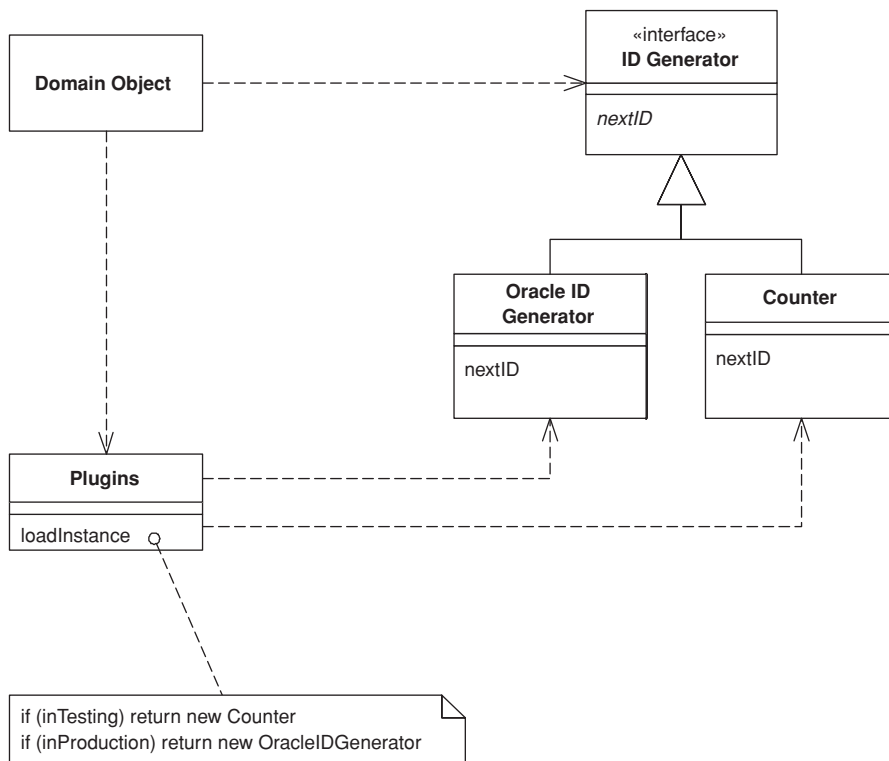 «interface»
ID Generator
Domain Object
nextID
Oracle ID
Generator
Counter
nextID
nextID
Plugins
loadInstance
if (inTesting) return new Counter
if (inProduction) return new OracleIDGenerator